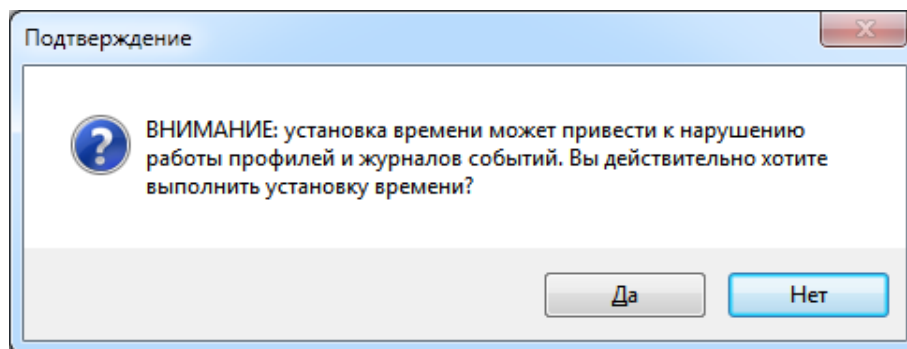 Подтверждение
ВНИМАНИЕ: установка времени может привести к нарушению
работы профилей и журналов событий. Вы действительно хотите
выполнить установку времени?
Да
Нет